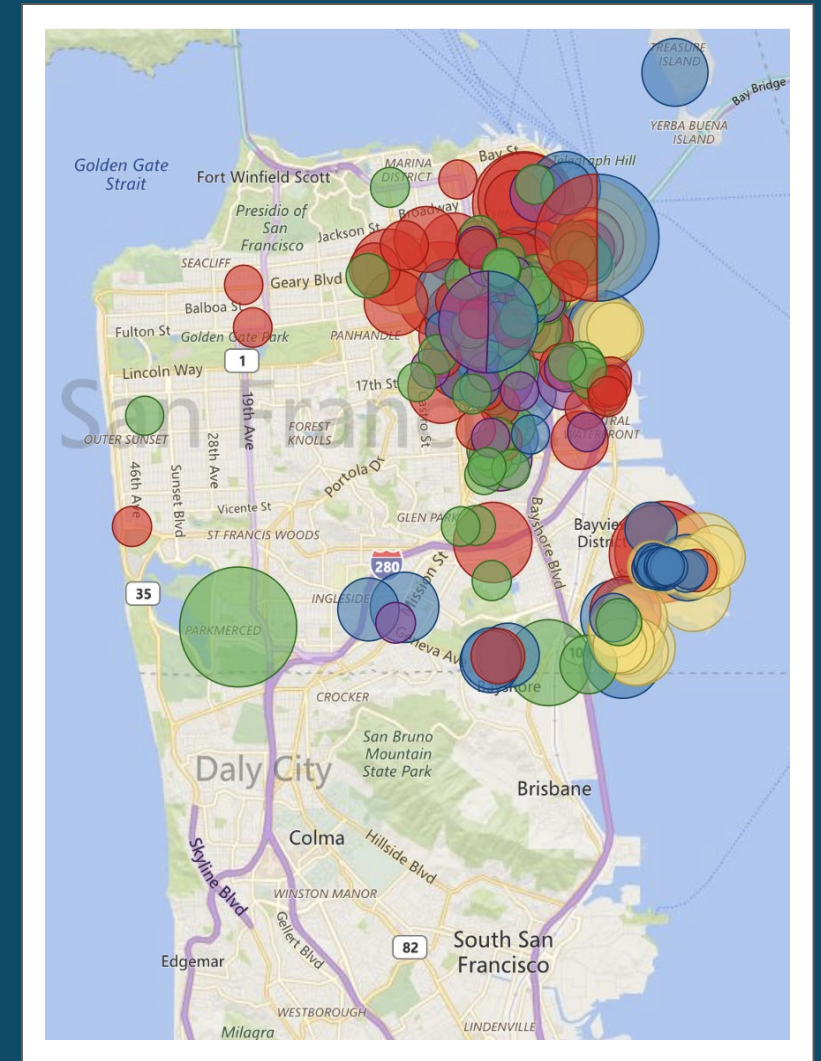 TREASURE
ISLAND
Bay Bridge
YERBA BUENA
ISLAND
Golden Gate
Strait
Fort Winfield Scott
MARINA
DISTRICT
Bay St
Telegraph Hill
Presidio of
San
Francisco
Broadway
Jackson St
SEACLIFF
Geary Blvd
Balboa St
Fulton St
Golden Gate Park
PANHANDLE
1
Lincoln Way
17th St
San Franc
OUTER SUNSET
19th Ave
28th Ave
Sunset Blvd
46th Ave
FOREST
KNOLLS
Portola Dr
WATERFRONT
Vicente St
ST FRANCIS WOODS
GLEN PARK
Bayshore Blvd
District
280
35
INGLESIDE
Mission St
PARKMERCED
Geneva Ave
Bayshore
CROCKER
San Bruno
Mountain
State Park
Daly City
Brisbane
Colma
Hillside Blvd
Skyline Blvd
WINSTON MANOR
Gellert Blvd
82
South San
Francisco
Edgemar
WESTBOROUGH
LINDENVILLE
Milagra